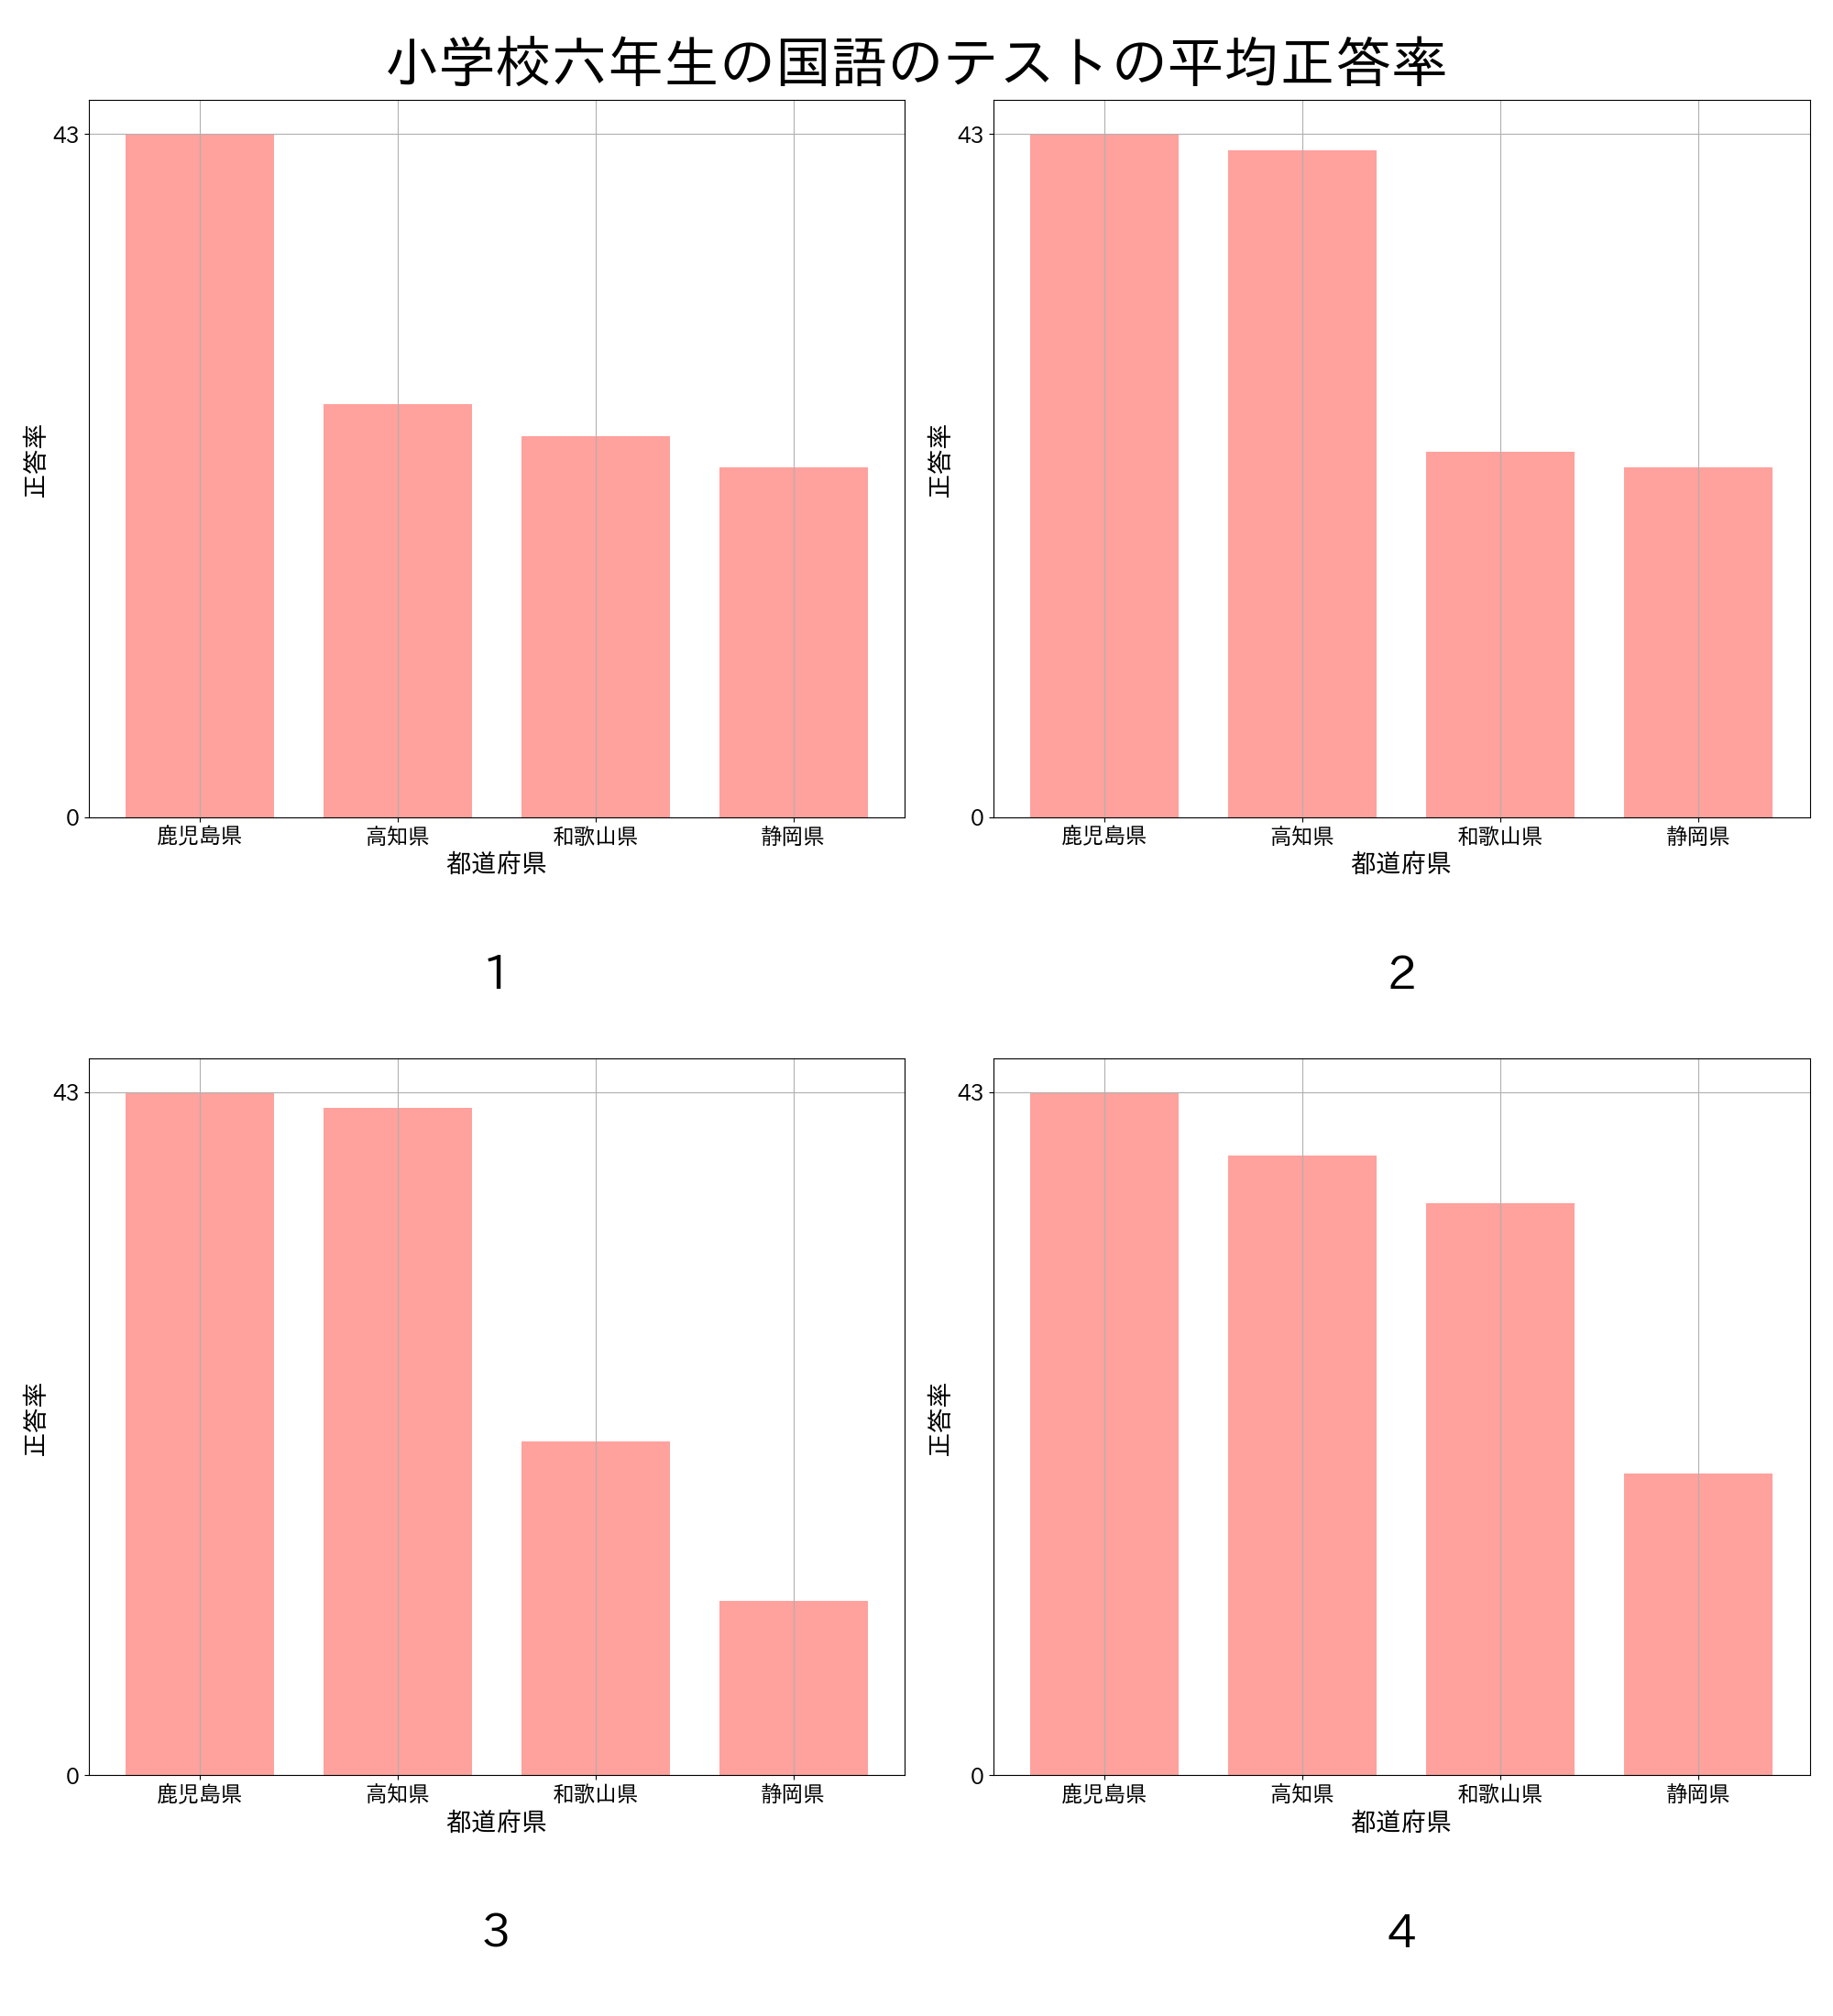 小学校六年生の国語のテストの平均正答率
43
0
正答率
鹿児島県 高知県 和歌山県 静岡県
都道府県
1
43
0
正答率
鹿児島県 高知県 和歌山県 静岡県
都道府県
2
43
0
正答率
鹿児島県 高知県 和歌山県 静岡県
都道府県
3
43
0
正答率
鹿児島県 高知県 和歌山県 静岡県
都道府県
4